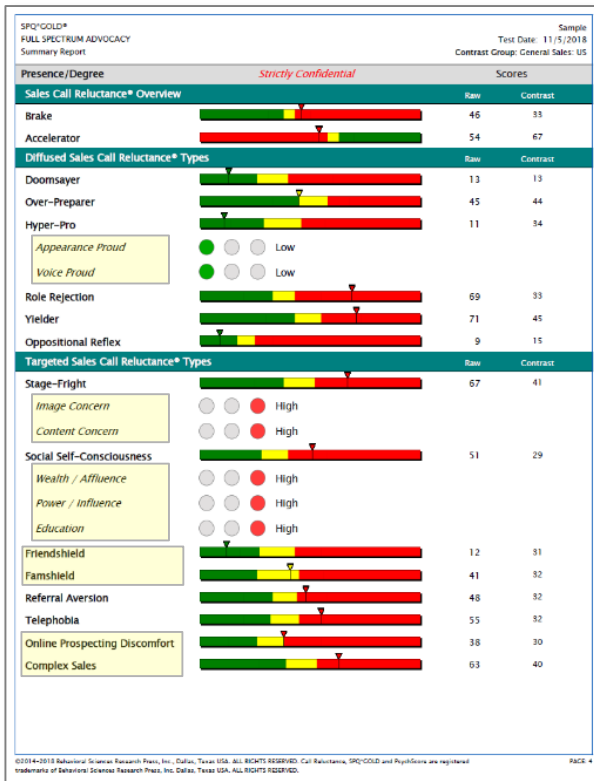 SPQ*GOLD®
Sample
FULL SPECTRUM ADVOCACY
Test Date: 11/5/2018
Summary Report
Contrast Group: General Sales: US
Presence/Degree Strictly Confidential Scores
Sales Call Reluctance® Overview Raw Contrast
Brake 46 33
Accelerator 54 67
Diffused Sales Call Reluctance® Types Raw Contrast
Doomsayer 13 13
Over-Preparer 45 44
Hyper-Pro 11 34
Appearance Proud Low
Voice Proud Low
Role Rejection 69 33
Yielder 71 45
Oppositional Reflex 9 15
Targeted Sales Call Reluctance® Types Raw Contrast
Stage-Fright 67 41
Image Concern High
Content Concern High
Social Self-Consciousness 51 29
Wealth / Affluence High
Power / Influence High
Education High
Friendshield 12 31
Famshield 41 32
Referral Aversion 48 32
Telephobia 55 32
Online Prospecting Discomfort 38 30
Complex Sales 63 40
©2014-2018 Behavioral Sciences Research Press, Inc., Dallas, Texas USA. ALL RIGHTS RESERVED. Call Reluctance, SPQ*GOLD and PsychScore are registered PAGE 4
trademarks of Behavioral Sciences Research Press, Inc. Dallas, Texas USA. ALL RIGHTS RESERVED.